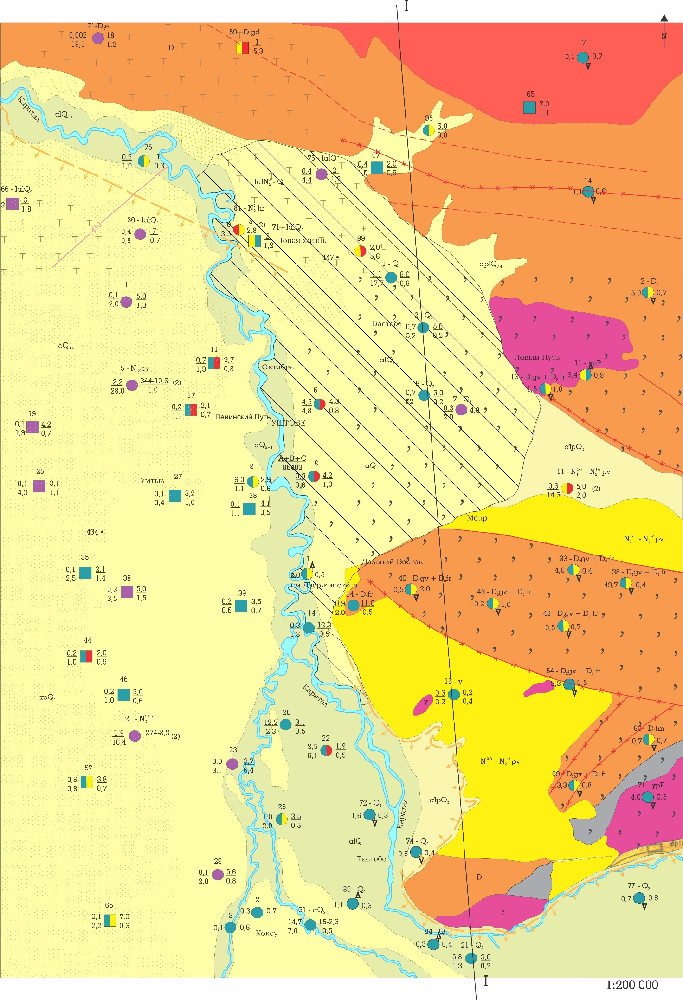 I
71-D₂e
0,002 18
19,1 1,2
D
59 - D₁gd
1
5,3
N
7
0,1 0,7
65
7,0
1,1
Каратал
alQ₃₋₄
95
6,0
0,8
75
0,9 1
1,0 0,3
76 - lalQ
0,4 2
4,4 1,2
67
0,4 2,0
1,0 0,9
lalN₂³ - Q
14
1,1 0,6
66 - lalQ₂
3 6
1,8
81 - N₂³ hr
1,0 5 (2)
3,5 2,8
80 - lalQ₂
0,4 7
0,8 0,7
410
71 - lalQ₂
3
1,2
Новая жизнь
99
2,0
5,6
447
1 - Q₃
1,1 6,0
17,7 0,6
dplQ₃₋₄
2 - D₁
5,0 0,7
1
0,1 5,0
2,0 1,3
Бастобе
2 - Q₃
0,7 5,0
5,2 0,2
eQ₃₋₄
11
0,7 3,7
1,9 0,8
Октябрь
alQ₃₋₄
Новый Путь
11 - γpP
3,4 0,9
13 - D₂gv + D₃ fr
1,5 1,0
5 - N₁₋₂pv
2,2 344-10,6 (2)
28,0 1,0
17
0,2 2,1
1,1 0,7
6
4,5 4,3
4,8 0,8
6 - Q₃
0,7 3,0
52 0,2
7 - Q₃
0,3 4,0
2,0
Ленинский Путь
УШТОБЕ
19
0,1 4,2
1,9 0,7
αQ₃₊₄
alpQ₂
A+B+C
86400
αQ
25
0,1 3,1
4,3 1,1
Умтыл
27
0,1 3,2
0,4 1,0
9
6,0 2,9
1,1 0,6
8
0,3 4,2
0,6 1,0
11 - N₁²⁻³ - N₂¹⁻² pv
0,3 5,0 (2)
14,3 2,0
28
0,1 4,1
1,1 0,5
Моир
434
N₁²⁻³ - N₂¹⁻² pv
35
0,1 2,1
2,5 1,4
1
2,0 0,5
Дальний Восток
33 - D₂gv + D₃ fr
4,0 0,4
38 - D₂gv + D₃ fr
49,7 0,4
38
0,3 5,0
3,5 1,5
им.Дзержинского
40 - D₂gv + D₃fr
0,5 2,0
39
0,2 3,5
0,6 0,7
14 - D₃fr
0,9 11,0
2,0 0,5
43 - D₂gv + D₃ fr
0,2 1,0
48 - D₂gv + D₃ fr
0,5 0,7
14
0,3 12,3
1,8 0,5
44
0,2 2,0
1,0 0,9
54 - D₂gv + D₃ fr
3,3 0,5
46
0,2 3,0
1,0 0,6
αpQ₂
Каратал
16 - γ
0,3 0,2
3,2 0,4
γ
21 - N₂²⁻³ il
1,9 274-8,3 (2)
16,4
20
12,2 3,1
2,3 0,5
22
3,5 1,9
6,1 0,5
66 - D₃fm
0,7 0,7
23
3,0 3,7
3,1 6,4
N₁²⁻³ - N₂¹⁻² pv
57
0,6 3,8
0,8 0,7
69 - D₂gv + D₃ fr
3,3 0,8
71 - γpP
4,0 0,5
alpQ₂
26
1,0 3,5
2,0 0,5
72 - Q₃
1,6 0,3
Каратал
alQ
Тастобе
74 - Q₂
0,8 0,4
29
0,1 5,6
2,0 0,8
D
80 - Q₂
1,1 0,3
77 - Q₂
0,7 0,6
65
0,1 7,0
2,2 0,3
2
0,3 0,7
3
0,1 0,6
31 - αQ₃₋₄
14,7 15-2,3
7,0 0,5
γ
Коксу
84 - Q₃
0,3 0,4
21 - Q₃
5,8 3,0
1,3 0,2
I
1:200 000